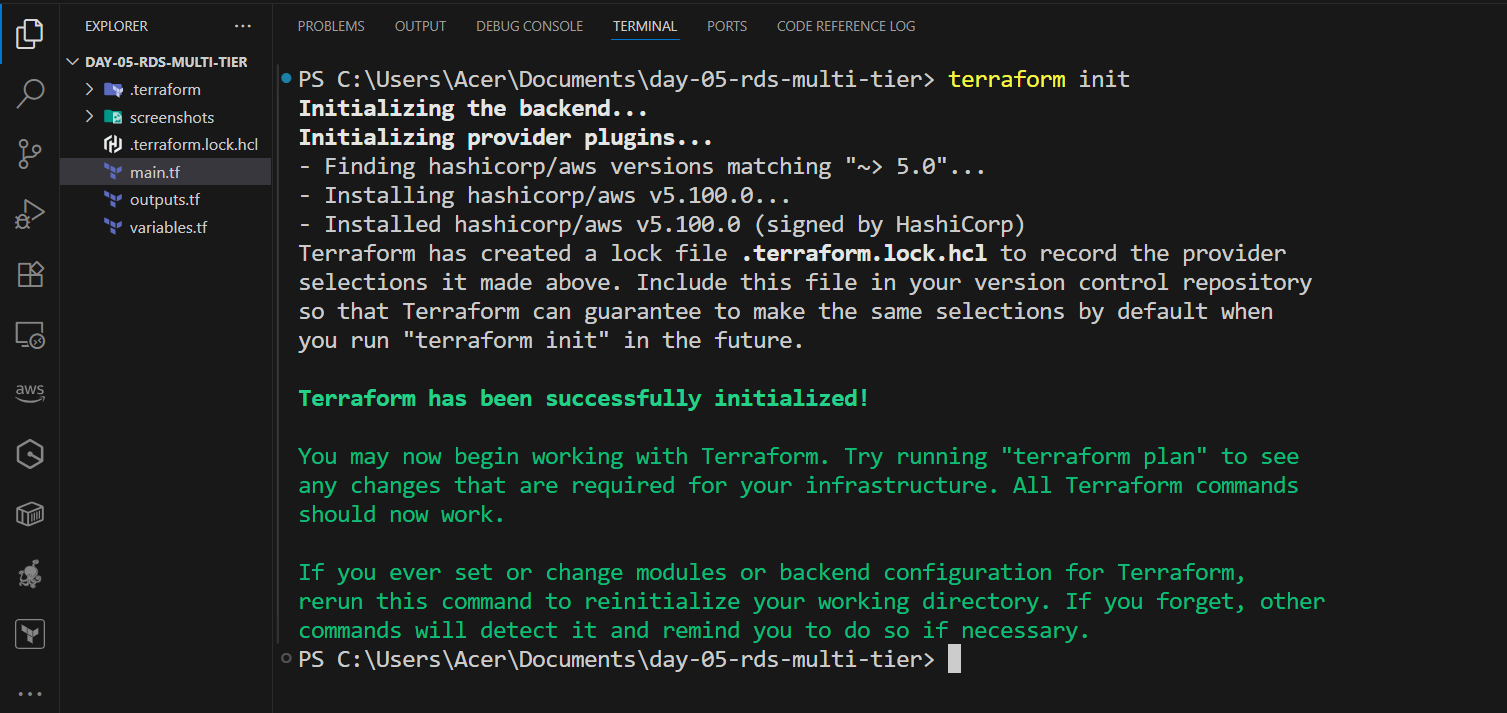 EXPLORER
...
DAY-05-RDS-MULTI-TIER
.terraform
screenshots
.terraform.lock.hcl
main.tf
outputs.tf
variables.tf
aws
PROBLEMS OUTPUT DEBUG CONSOLE TERMINAL PORTS CODE REFERENCE LOG
PS C:\Users\Acer\Documents\day-05-rds-multi-tier> terraform init
Initializing the backend...
Initializing provider plugins...
- Finding hashicorp/aws versions matching "~> 5.0"...
- Installing hashicorp/aws v5.100.0...
- Installed hashicorp/aws v5.100.0 (signed by HashiCorp)
Terraform has created a lock file .terraform.lock.hcl to record the provider
selections it made above. Include this file in your version control repository
so that Terraform can guarantee to make the same selections by default when
you run "terraform init" in the future.
Terraform has been successfully initialized!
You may now begin working with Terraform. Try running "terraform plan" to see
any changes that are required for your infrastructure. All Terraform commands
should now work.
If you ever set or change modules or backend configuration for Terraform,
rerun this command to reinitialize your working directory. If you forget, other
commands will detect it and remind you to do so if necessary.
PS C:\Users\Acer\Documents\day-05-rds-multi-tier>